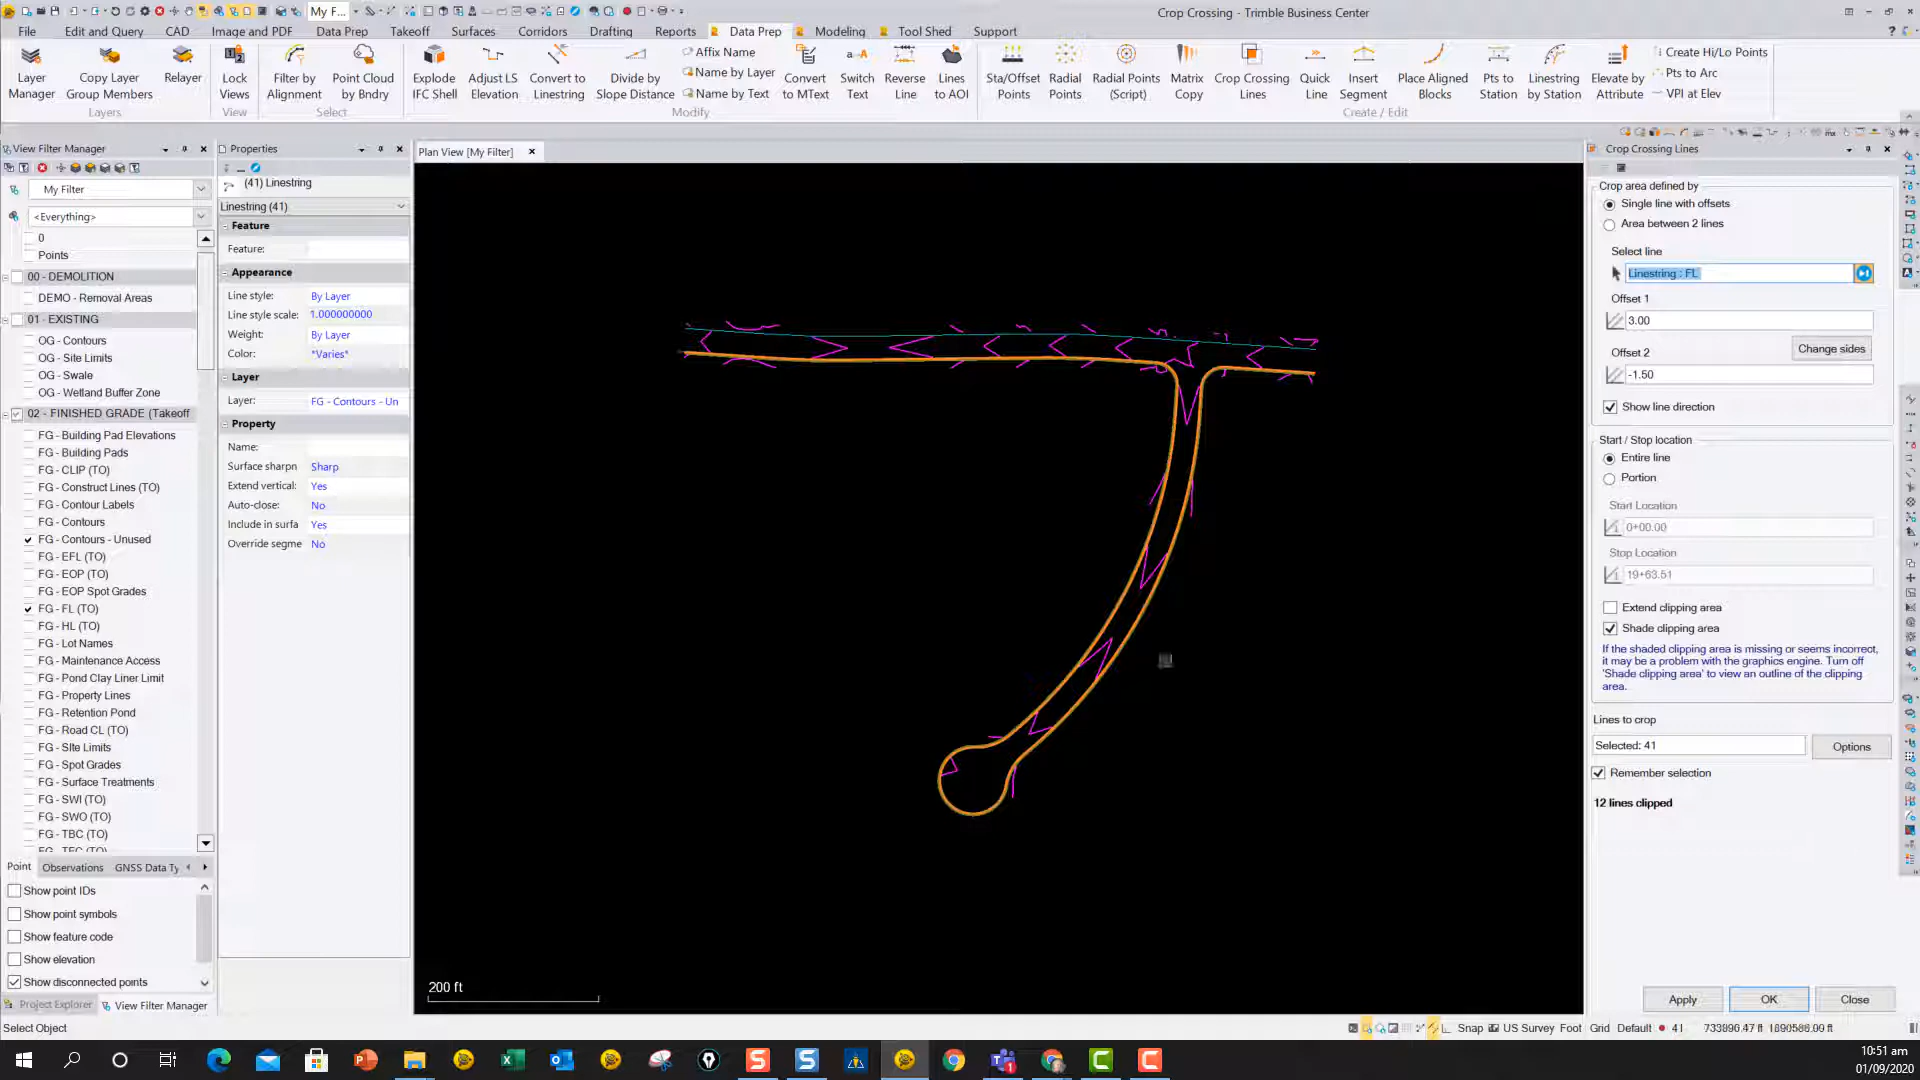 My F...
Crop Crossing - Trimble Business Center
File
Edit and Query
CAD
Image and PDF
Data Prep
Takeoff
Surfaces
Corridors
Drafting
Reports
Data Prep
Modeling
Tool Shed
Support
Layer Manager
Copy Layer Group Members
Relayer
Lock Views
Filter by Alignment
Point Cloud by Bndry
Explode IFC Shell
Adjust LS Elevation
Convert to Linestring
Divide by Slope Distance
Affix Name
Name by Layer
Name by Text
Convert to MText
Switch Text
Reverse Line
Lines to AOI
Sta/Offset Points
Radial Points
Radial Points (Script)
Matrix Copy
Crop Crossing Lines
Quick Line
Insert Segment
Place Aligned Blocks
Pts to Station
Linestring by Station
Elevate by Attribute
Create Hi/Lo Points
Pts to Arc
VPI at Elev
Layers
View
Select
Modify
Create / Edit
View Filter Manager
My Filter
<Everything>
0
Points
00 - DEMOLITION
DEMO - Removal Areas
01 - EXISTING
OG - Contours
OG - Site Limits
OG - Swale
OG - Wetland Buffer Zone
02 - FINISHED GRADE (Takeoff
FG - Building Pad Elevations
FG - Building Pads
FG - CLIP (TO)
FG - Construct Lines (TO)
FG - Contour Labels
FG - Contours
FG - Contours - Unused
FG - EFL (TO)
FG - EOP (TO)
FG - EOP Spot Grades
FG - FL (TO)
FG - HL (TO)
FG - Lot Names
FG - Maintenance Access
FG - Pond Clay Liner Limit
FG - Property Lines
FG - Retention Pond
FG - Road CL (TO)
FG - SIte Limits
FG - Spot Grades
FG - Surface Treatments
FG - SWI (TO)
FG - SWO (TO)
FG - TBC (TO)
FG - TEC (TO)
Point
Observations
GNSS Data Ty
Show point IDs
Show point symbols
Show feature code
Show elevation
Show disconnected points
Project Explorer
View Filter Manager
Select Object
Properties
(41) Linestring
Linestring (41)
Feature
Feature:
Appearance
Line style: By Layer
Line style scale: 1.000000000
Weight: By Layer
Color: *Varies*
Layer
Layer: FG - Contours - Un
Property
Name:
Surface sharpn Sharp
Extend vertical: Yes
Auto-close: No
Include in surfa Yes
Override segme No
Plan View [My Filter]
200 ft
Crop Crossing Lines
Crop area defined by
Single line with offsets
Area between 2 lines
Select line
Linestring : FL
Offset 1
3.00
Offset 2
Change sides
-1.50
Show line direction
Start / Stop location
Entire line
Portion
Start Location
0+00.00
Stop Location
19+63.51
Extend clipping area
Shade clipping area
If the shaded clipping area is missing or seems incorrect,
it may be a problem with the graphics engine. Turn off
'Shade clipping area' to view an outline of the clipping
area.
Lines to crop
Selected: 41
Options
Remember selection
12 lines clipped
Apply
OK
Close
Snap
US Survey Foot
Grid
Default
41
10:51 am
01/09/2020